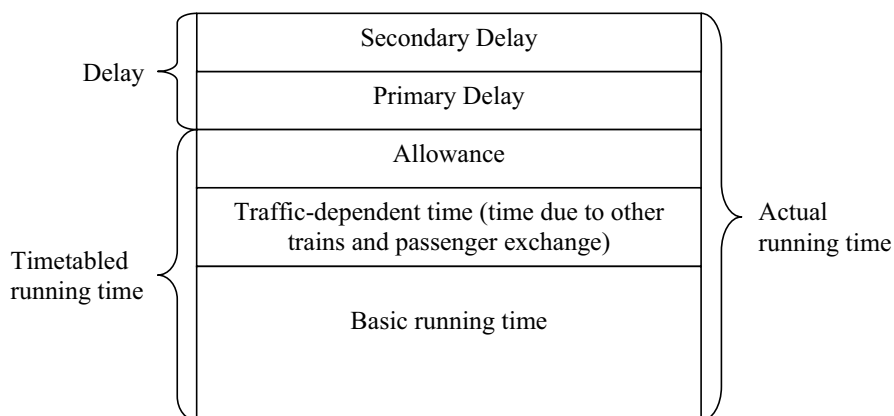 Secondary Delay
Delay
Primary Delay
Allowance
Traffic-dependent time (time due to other
trains and passenger exchange)
Actual
running time
Timetabled
running time
Basic running time